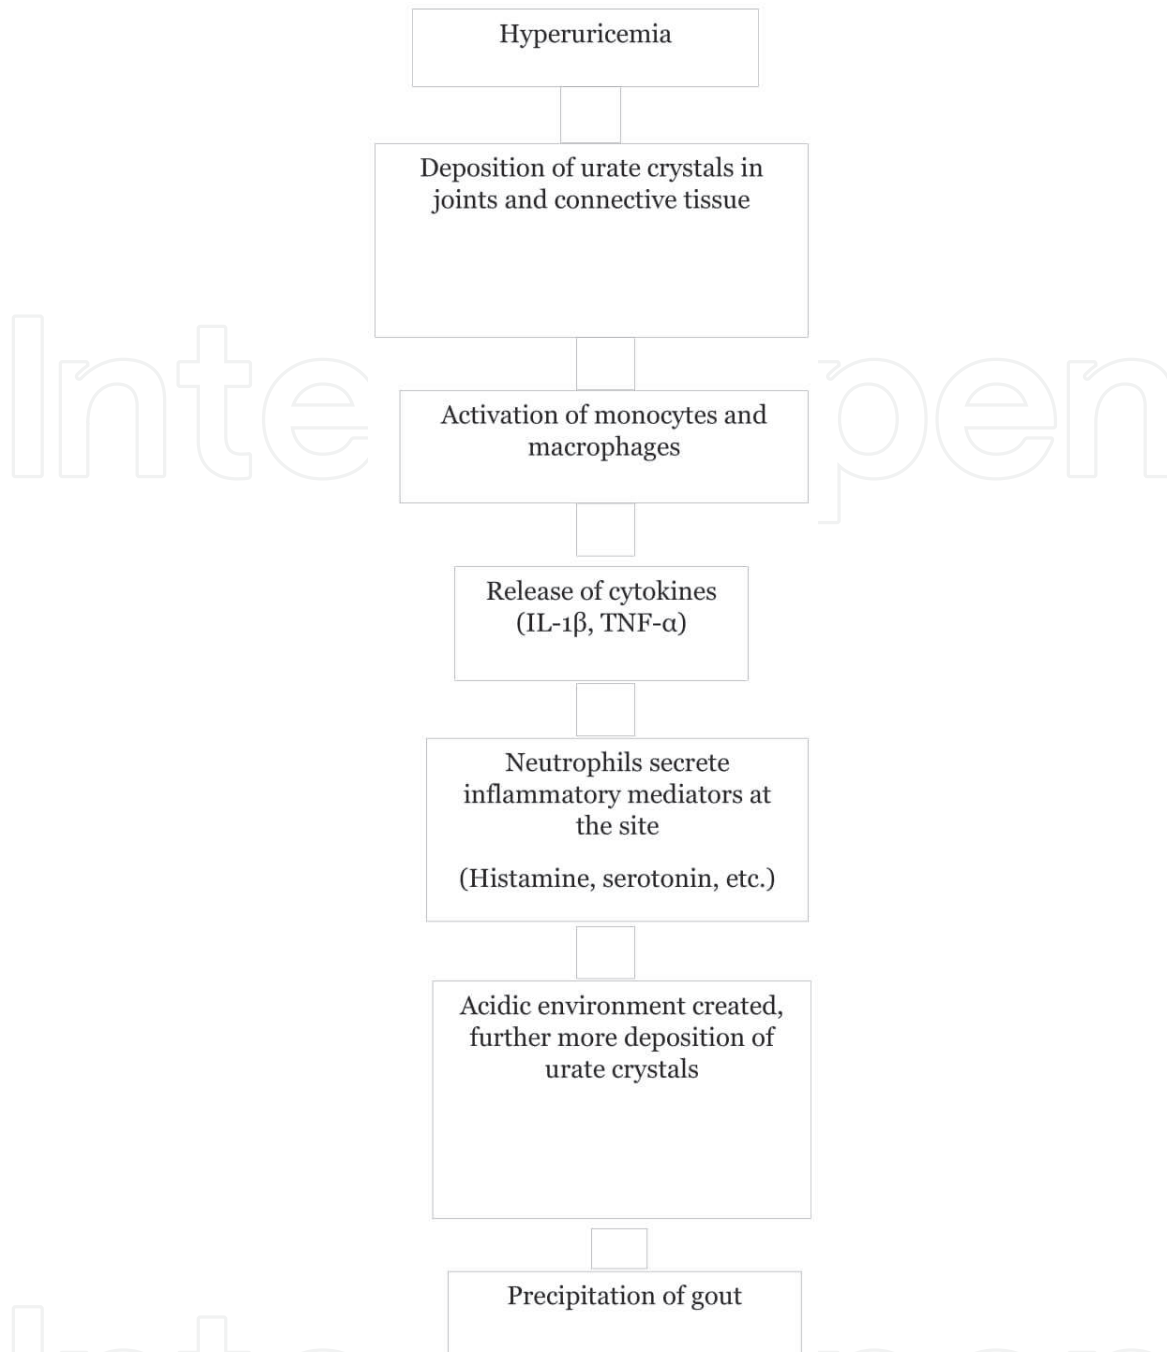 Hyperuricemia
Deposition of urate crystals in
joints and connective tissue
Activation of monocytes and
macrophages
Release of cytokines
(IL-1β, TNF-α)
Neutrophils secrete
inflammatory mediators at
the site
(Histamine, serotonin, etc.)
Acidic environment created,
further more deposition of
urate crystals
Precipitation of gout